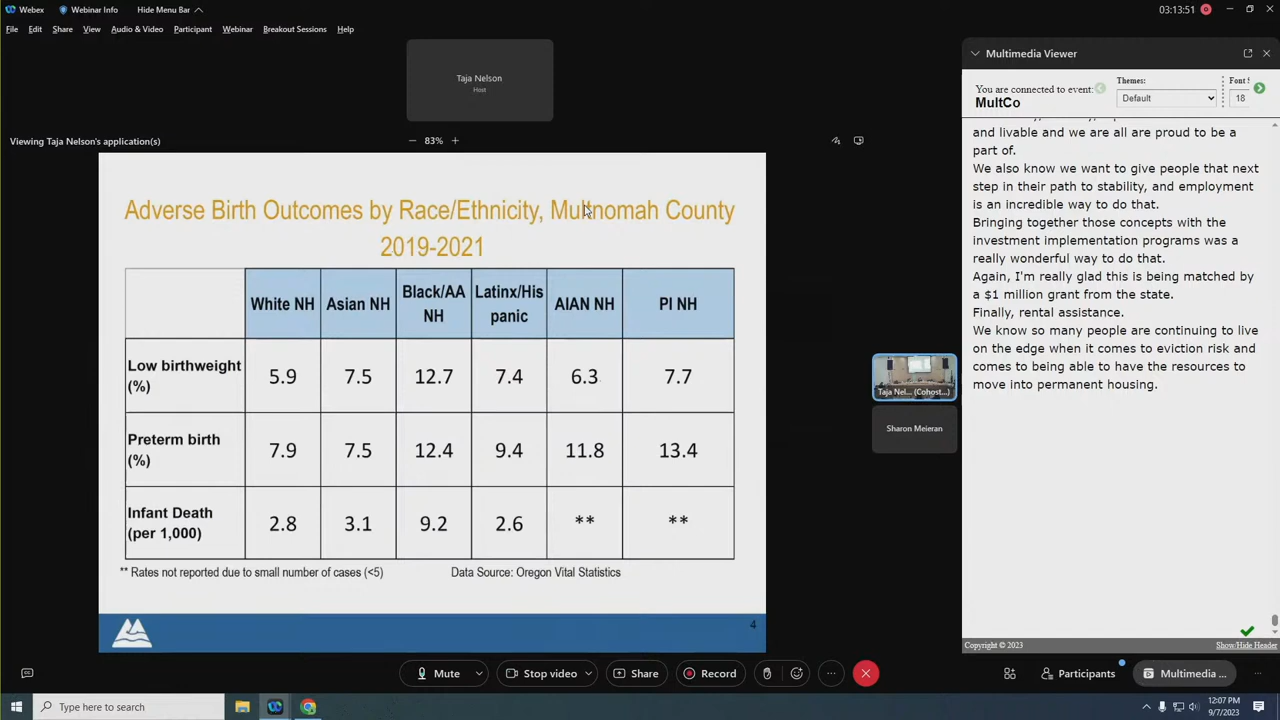 Webex
Webinar Info
Hide Menu Bar
03:13:51
File Edit Share View Audio & Video Participant Webinar Breakout Sessions Help
Taja Nelson
Host
Viewing Taja Nelson's application(s)
83%
Adverse Birth Outcomes by Race/Ethnicity, Multnomah County
2019-2021
White NH Asian NH Black/AA NH Latinx/His panic AIAN NH PI NH
Low birthweight (%) 5.9 7.5 12.7 7.4 6.3 7.7
Preterm birth (%) 7.9 7.5 12.4 9.4 11.8 13.4
Infant Death (per 1,000) 2.8 3.1 9.2 2.6 ** **
** Rates not reported due to small number of cases (<5) Data Source: Oregon Vital Statistics
4
Taja Nel... (Cohost...)
Sharon Meieran
Multimedia Viewer
You are connected to event:
MultCo
Themes:
Default
Font
18
and livable and we are all are proud to be a
part of.
We also know we want to give people that next
step in their path to stability, and employment
is an incredible way to do that.
Bringing together those concepts with the
investment implementation programs was a
really wonderful way to do that.
Again, I'm really glad this is being matched by
a $1 million grant from the state.
Finally, rental assistance.
We know so many people are continuing to live
on the edge when it comes to eviction risk and
comes to being able to have the resources to
move into permanent housing.
Copyright © 2023 Show/Hide Header
Mute Stop video Share Record
Participants Multimedia ...
Type here to search
12:07 PM
9/7/2023